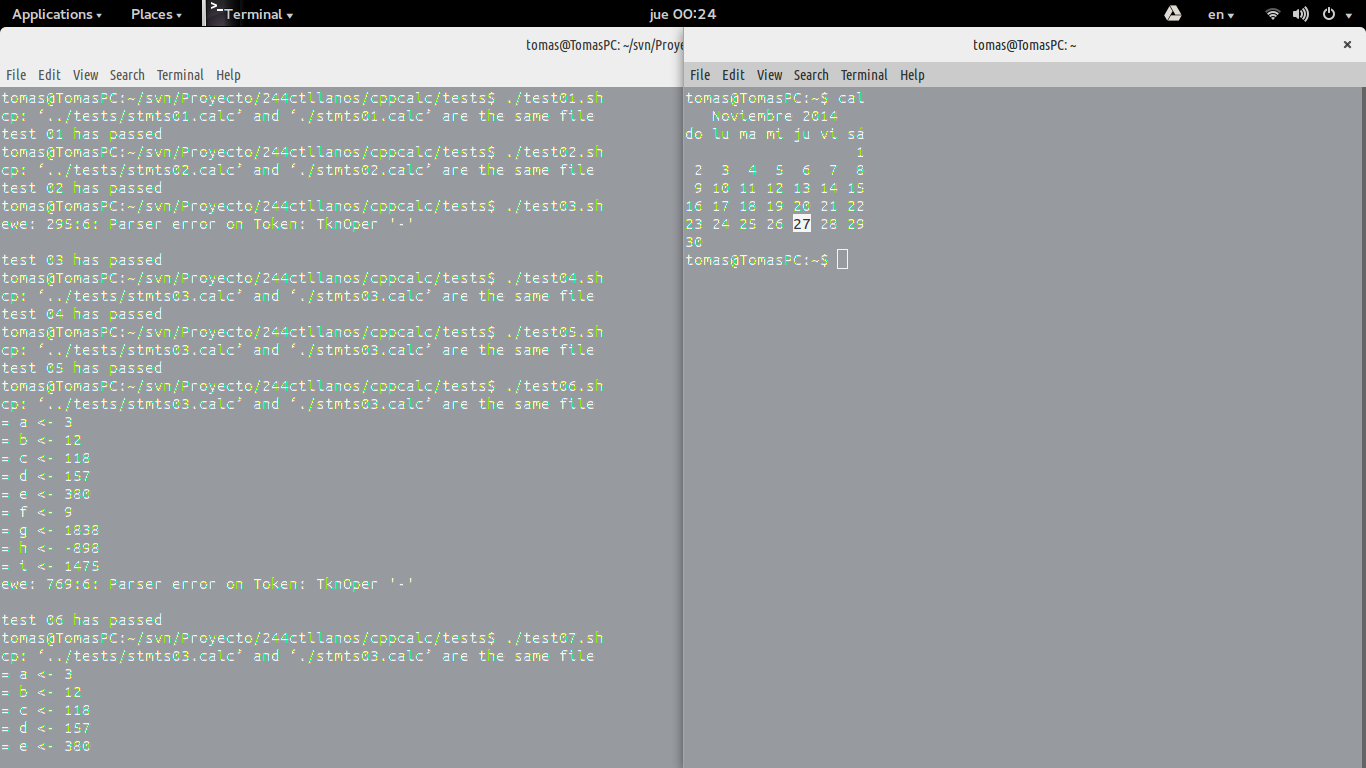 Applications Places >_ Terminal jue 00:24 en
tomas@TomasPC: ~/svn/Proye
File Edit View Search Terminal Help
tomas@TomasPC:~/svn/Proyecto/244ctllanos/cppcalc/tests$ ./test01.sh
cp: ‘../tests/stmts01.calc’ and ‘./stmts01.calc’ are the same file
test 01 has passed
tomas@TomasPC:~/svn/Proyecto/244ctllanos/cppcalc/tests$ ./test02.sh
cp: ‘../tests/stmts02.calc’ and ‘./stmts02.calc’ are the same file
test 02 has passed
tomas@TomasPC:~/svn/Proyecto/244ctllanos/cppcalc/tests$ ./test03.sh
ewe: 295:6: Parser error on Token: TknOper '-'
test 03 has passed
tomas@TomasPC:~/svn/Proyecto/244ctllanos/cppcalc/tests$ ./test04.sh
cp: ‘../tests/stmts03.calc’ and ‘./stmts03.calc’ are the same file
test 04 has passed
tomas@TomasPC:~/svn/Proyecto/244ctllanos/cppcalc/tests$ ./test05.sh
cp: ‘../tests/stmts03.calc’ and ‘./stmts03.calc’ are the same file
test 05 has passed
tomas@TomasPC:~/svn/Proyecto/244ctllanos/cppcalc/tests$ ./test06.sh
cp: ‘../tests/stmts03.calc’ and ‘./stmts03.calc’ are the same file
= a <- 3
= b <- 12
= c <- 118
= d <- 157
= e <- 380
= f <- 9
= g <- 1838
= h <- -898
= i <- 1475
ewe: 769:6: Parser error on Token: TknOper '-'
test 06 has passed
tomas@TomasPC:~/svn/Proyecto/244ctllanos/cppcalc/tests$ ./test07.sh
cp: ‘../tests/stmts03.calc’ and ‘./stmts03.calc’ are the same file
= a <- 3
= b <- 12
= c <- 118
= d <- 157
= e <- 380
tomas@TomasPC: ~
File Edit View Search Terminal Help
tomas@TomasPC:~$ cal
Noviembre 2014
do lu ma mi ju vi sá
1
2 3 4 5 6 7 8
9 10 11 12 13 14 15
16 17 18 19 20 21 22
23 24 25 26 27 28 29
30
tomas@TomasPC:~$